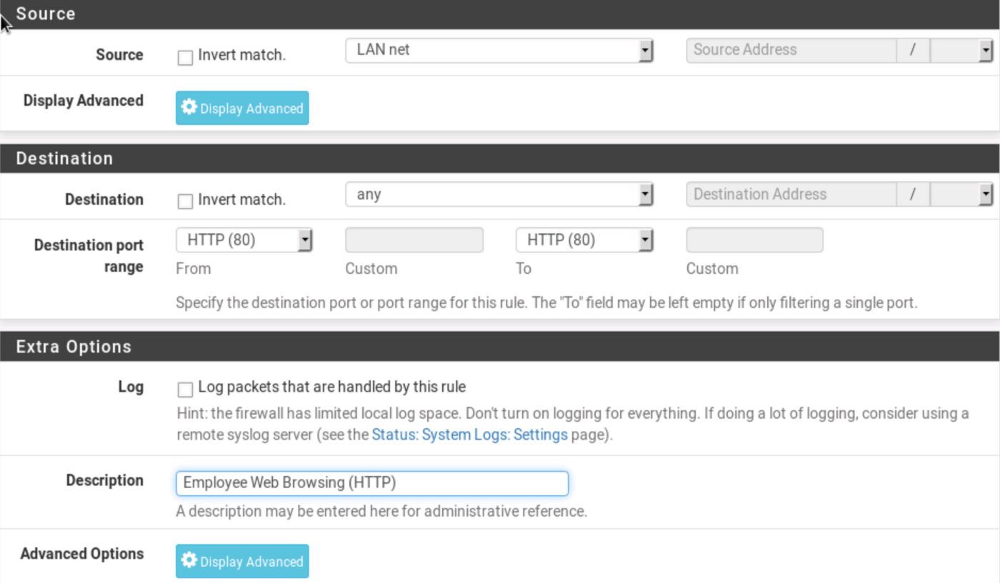 Source
Source Invert match. LAN net Source Address /
Display Advanced Display Advanced
Destination
Destination Invert match. any Destination Address /
Destination port range HTTP (80) HTTP (80)
From Custom To Custom
Specify the destination port or port range for this rule. The "To" field may be left empty if only filtering a single port.
Extra Options
Log Log packets that are handled by this rule
Hint: the firewall has limited local log space. Don't turn on logging for everything. If doing a lot of logging, consider using a
remote syslog server (see the Status: System Logs: Settings page).
Description Employee Web Browsing (HTTP)
A description may be entered here for administrative reference.
Advanced Options Display Advanced